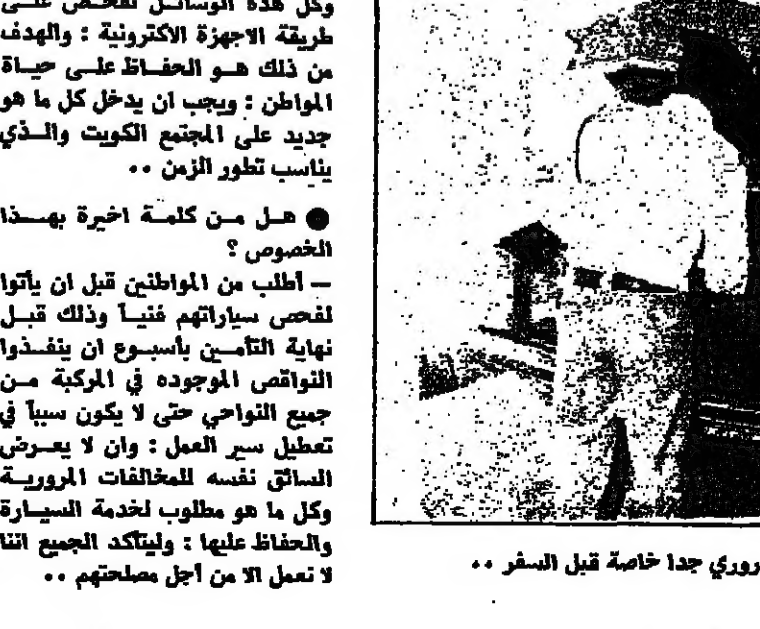 وكل هذه الوسائل تفحص على
طريقة الاجهزة الاكترونية : والهدف
من ذلك هو الحفاظ على حياة
المواطن : ويجب ان يدخل كل ما هو
جديد على المجتمع الكويت والذي
يناسب تطور الزمن ..
● هل من كلمة اخيرة بهذا
الخصوص ؟
— أطلب من المواطنين قبل ان يأتوا
لفحص سياراتهم فنياً وذلك قبل
نهاية التأمين بأسبوع ان ينفذوا
النواقص الموجوده في المركبة من
جميع النواحي حتى لا يكون سبباً في
تعطيل سير العمل : وان لا يعرض
السائق نفسه للمخالفات المرورية
وكل ما هو مطلوب لخدمة السيارة
والحفاظ عليها : وليتأكد الجميع اننا
لا نعمل الا من أجل مصلحتهم ..
روري جدا خاصة قبل السفر ..